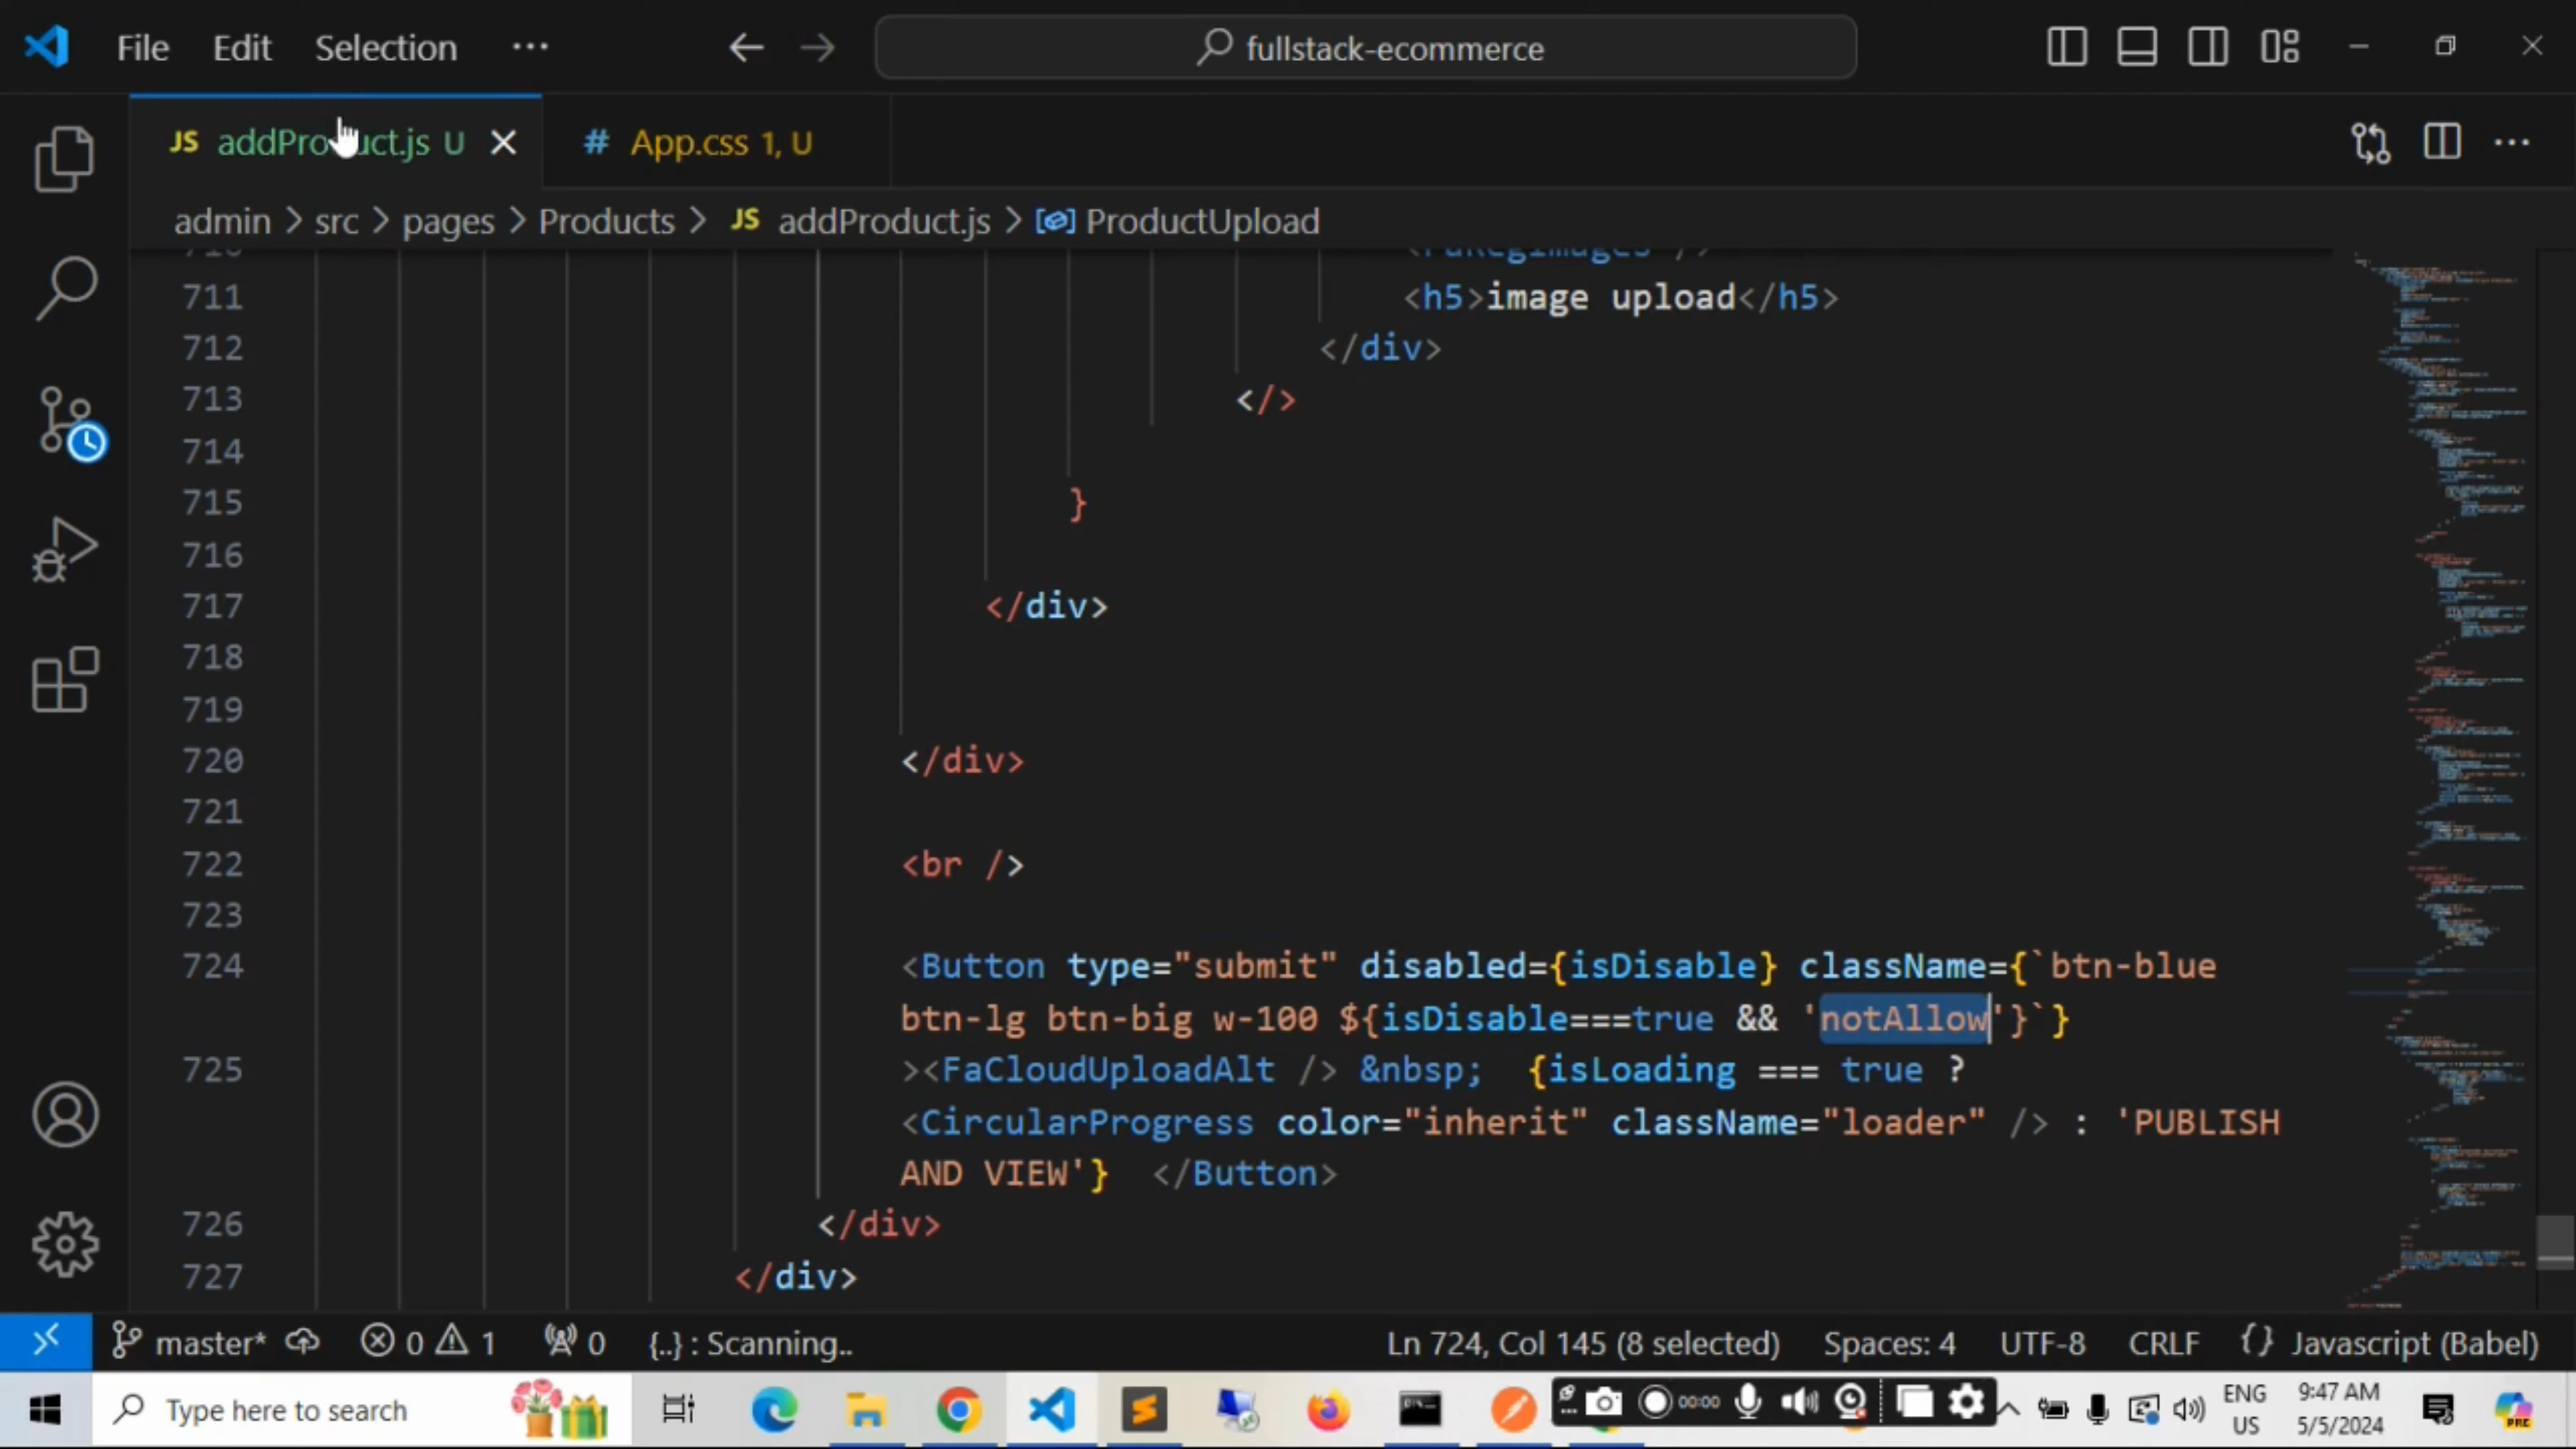 File Edit Selection ··· fullstack-ecommerce
JS addProduct.js U # App.css 1, U
admin > src > pages > Products > JS addProduct.js > ProductUpload
711 <h5>image upload</h5>
712 </div>
713 </>
714
715 }
716
717 </div>
718
719
720 </div>
721
722 <br />
723
724 <Button type="submit" disabled={isDisable} className={`btn-blue
btn-lg btn-big w-100 ${isDisable===true && 'notAllow'}`}
725 ><FaCloudUploadAlt /> &nbsp; {isLoading === true ?
<CircularProgress color="inherit" className="loader" /> : 'PUBLISH
AND VIEW'} </Button>
726 </div>
727 </div>
master* 0 1 0 {..} : Scanning.. Ln 724, Col 145 (8 selected) Spaces: 4 UTF-8 CRLF {} Javascript (Babel)
Type here to search 00:00 ENG 9:47 AM
US 5/5/2024